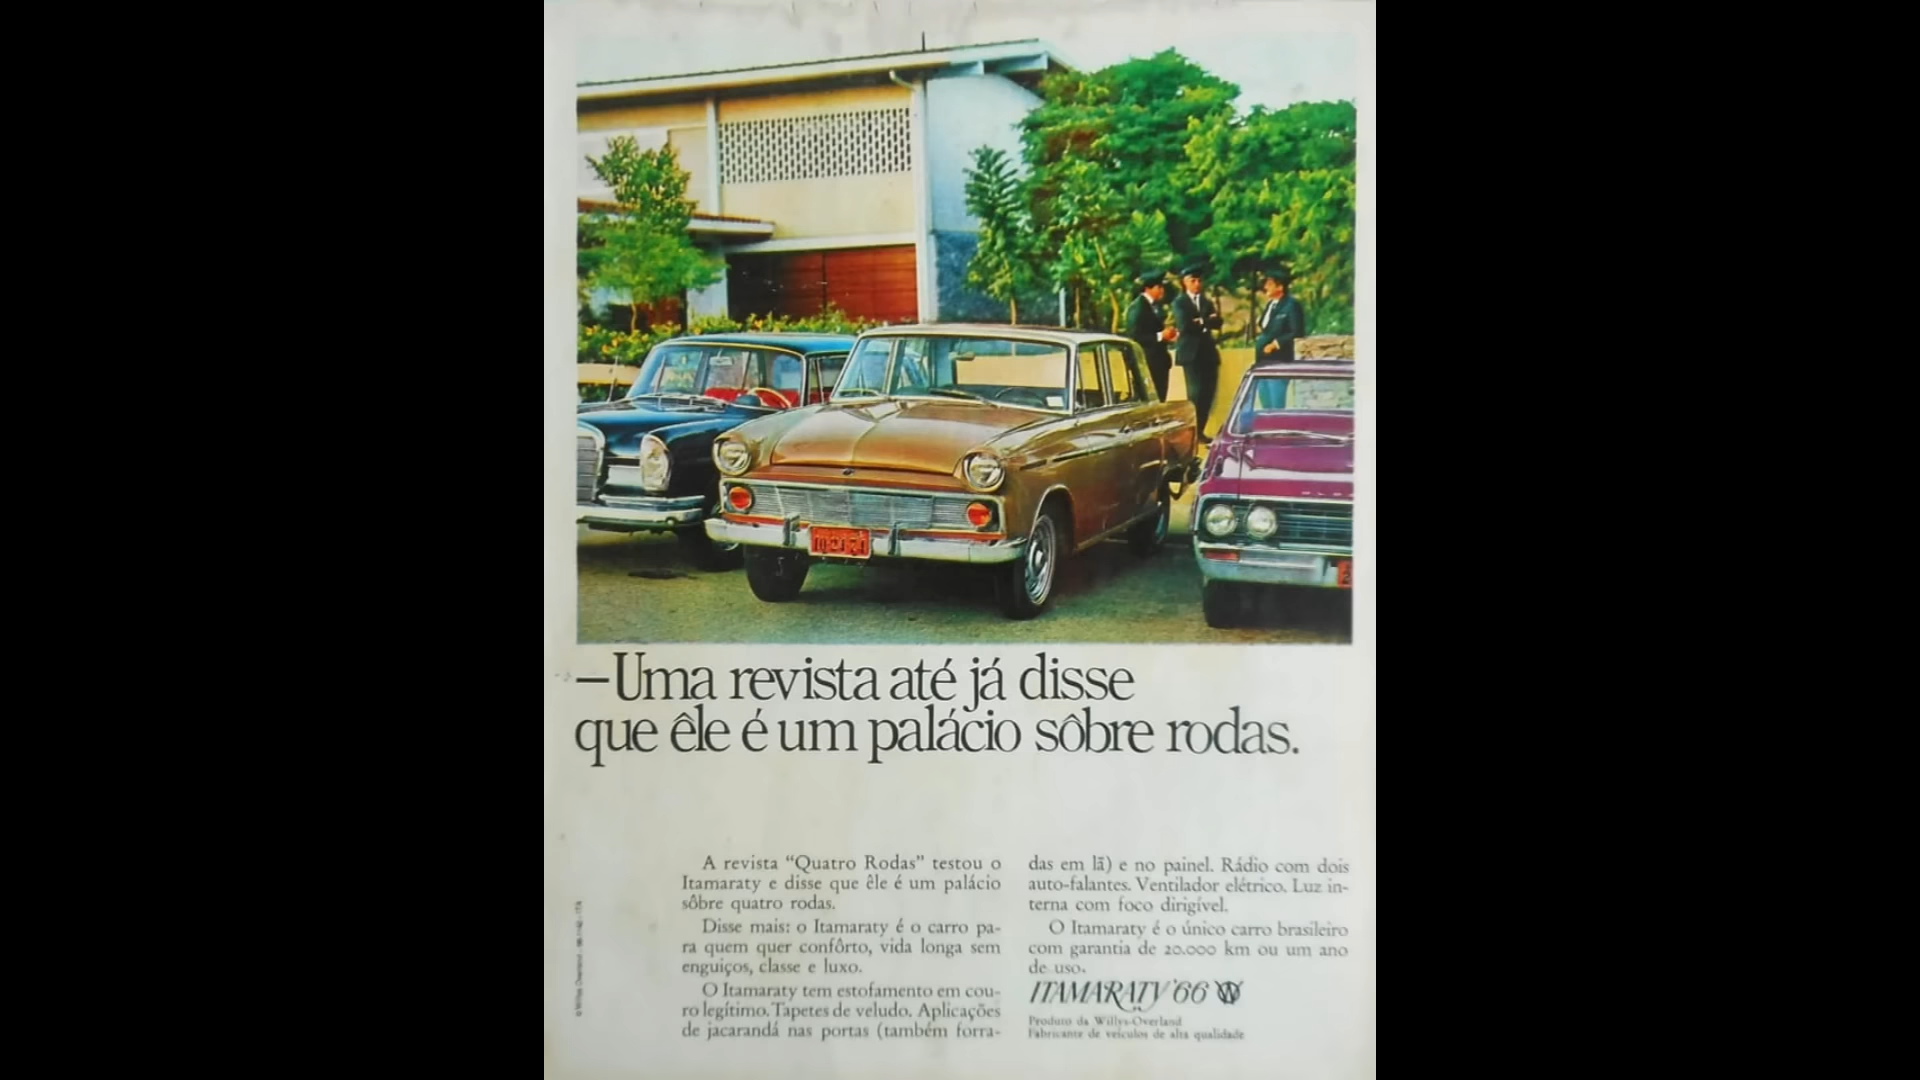 10-24-74
—Uma revista até já disse
que êle é um palácio sôbre rodas.
A revista “Quatro Rodas” testou o
Itamaraty e disse que êle é um palácio
sôbre quatro rodas.
Disse mais: o Itamaraty é o carro pa-
ra quem quer confôrto, vida longa sem
enguiços, classe e luxo.
O Itamaraty tem estofamento em cou-
ro legítimo. Tapetes de veludo. Aplicações
de jacarandá nas portas (também forra-
das em lã) e no painel. Rádio com dois
auto-falantes. Ventilador elétrico. Luz in-
terna com foco dirigível.
O Itamaraty é o único carro brasileiro
com garantia de 20.000 km ou um ano
de uso.
ITAMARATY '66 W
Produto da Willys-Overland
Fabricante de veículos de alta qualidade